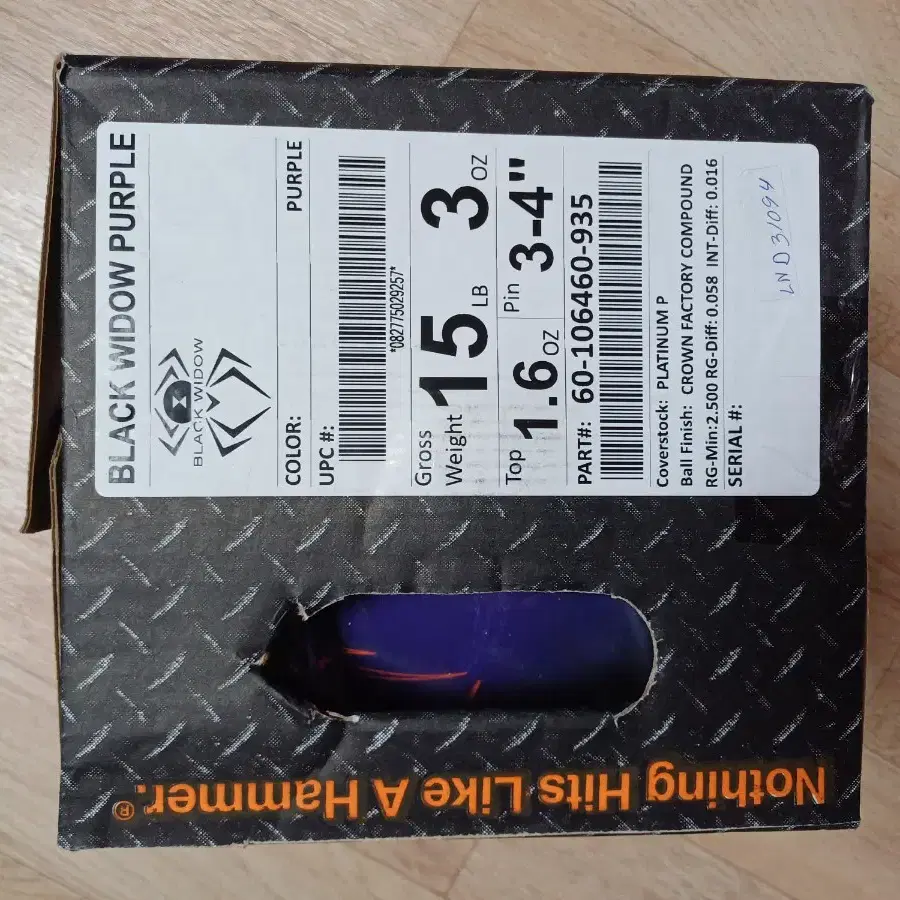 BLACK WIDOW PURPLE
BLACK WIDOW
COLOR: PURPLE
UPC #:
*082775029257*
Gross Weight 15 LB 3 OZ
Top 1.6 OZ Pin 3-4"
PART#: 60-106460-935
Coverstock: PLATINUM P
Ball Finish: CROWN FACTORY COMPOUND
RG-Min:2.500 RG-Diff: 0.058 INT-Diff: 0.016
SERIAL #:
LND31094
Nothing Hits Like A Hammer.®